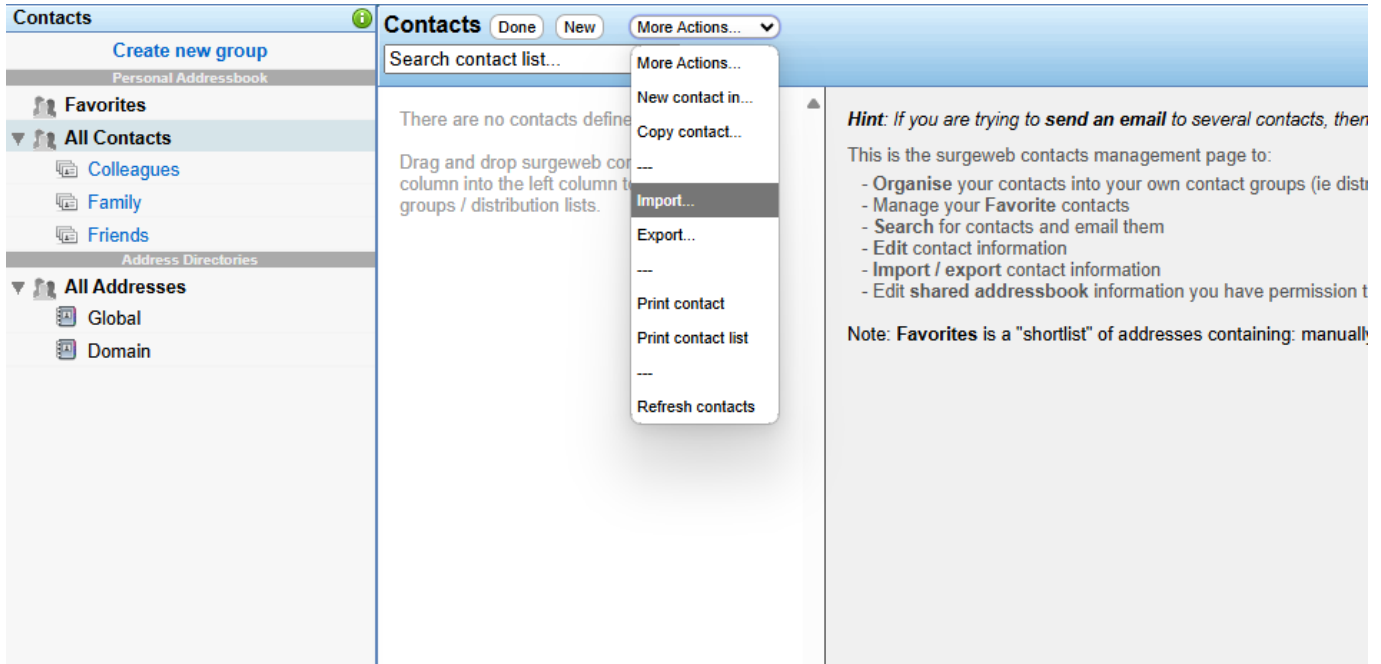 Contacts
Create new group
Personal Addressbook
Favorites
All Contacts
Colleagues
Family
Friends
Address Directories
All Addresses
Global
Domain
Contacts Done New More Actions...
Search contact list...
More Actions...
New contact in...
Copy contact...
---
Import...
Export...
---
Print contact
Print contact list
---
Refresh contacts
There are no contacts define
Drag and drop surgeweb cor
column into the left column t
groups / distribution lists.
Hint: If you are trying to send an email to several contacts, then
This is the surgeweb contacts management page to:
- Organise your contacts into your own contact groups (ie distr
- Manage your Favorite contacts
- Search for contacts and email them
- Edit contact information
- Import / export contact information
- Edit shared addressbook information you have permission t
Note: Favorites is a "shortlist" of addresses containing: manually